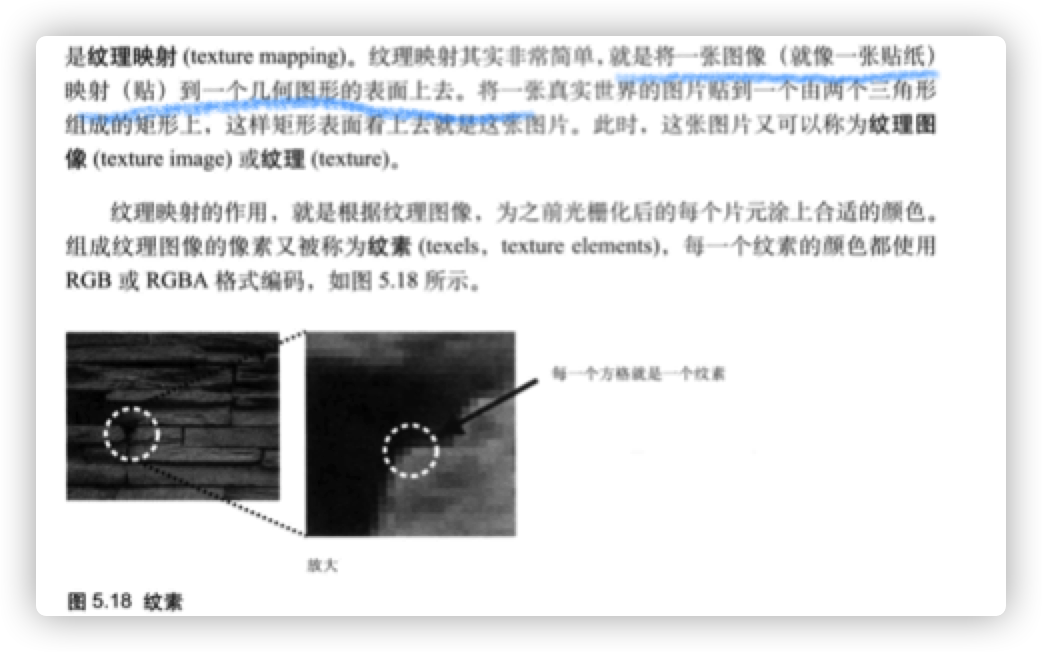 是纹理映射 (texture mapping)。纹理映射其实非常简单,就是将一张图像(就像一张贴纸)
映射(贴)到一个几何图形的表面上去。将一张真实世界的图片贴到一个由两个三角形
组成的矩形上,这样矩形表面看上去就是这张图片。此时,这张图片又可以称为纹理图
像 (texture image) 或纹理 (texture)。
纹理映射的作用,就是根据纹理图像,为之前光栅化后的每个片元涂上合适的颜色。
组成纹理图像的像素又被称为纹素 (texels, texture elements),每一个纹素的颜色都使用
RGB 或 RGBA 格式编码,如图 5.18 所示。
每一个方格就是一个纹素
放大
图 5.18 纹素